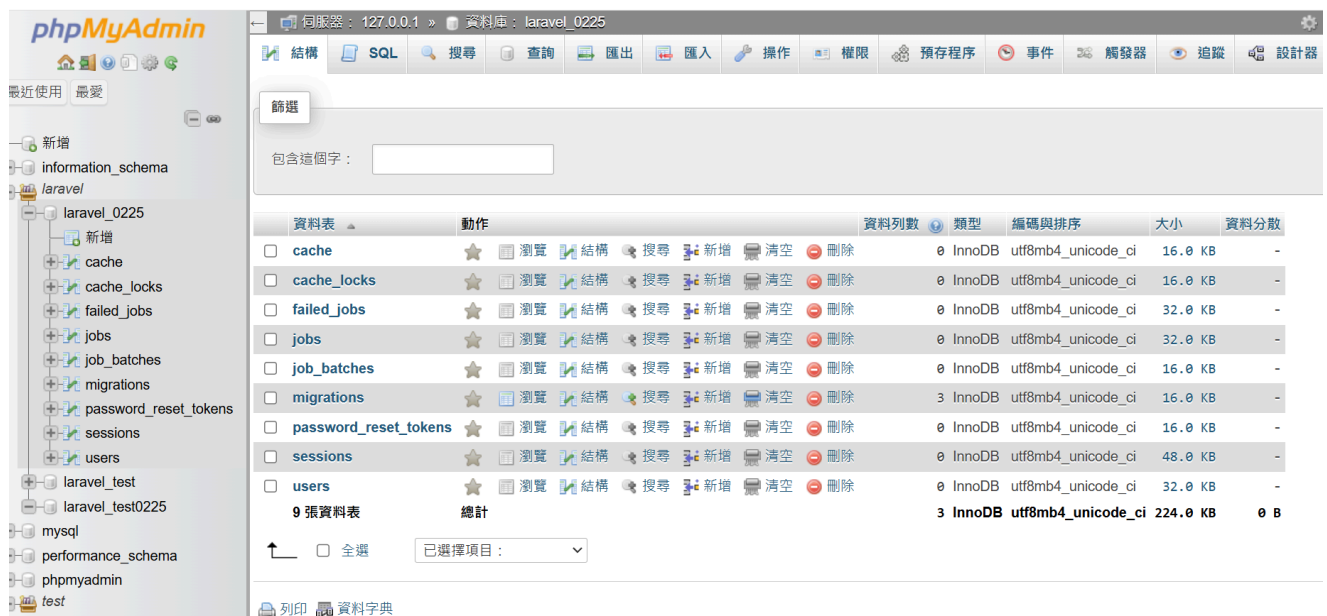 phpMyAdmin
最近使用 最愛
新增
information_schema
laravel
laravel_0225
新增
cache
cache_locks
failed_jobs
jobs
job_batches
migrations
password_reset_tokens
sessions
users
laravel_test
laravel_test0225
mysql
performance_schema
phpmyadmin
test
伺服器： 127.0.0.1 » 資料庫： laravel_0225
結構 SQL 搜尋 查詢 匯出 匯入 操作 權限 預存程序 事件 觸發器 追蹤 設計器
篩選
包含這個字：
資料表 動作 資料列數 類型 編碼與排序 大小 資料分散
cache 瀏覽 結構 搜尋 新增 清空 刪除 0 InnoDB utf8mb4_unicode_ci 16.0 KB -
cache_locks 瀏覽 結構 搜尋 新增 清空 刪除 0 InnoDB utf8mb4_unicode_ci 16.0 KB -
failed_jobs 瀏覽 結構 搜尋 新增 清空 刪除 0 InnoDB utf8mb4_unicode_ci 32.0 KB -
jobs 瀏覽 結構 搜尋 新增 清空 刪除 0 InnoDB utf8mb4_unicode_ci 32.0 KB -
job_batches 瀏覽 結構 搜尋 新增 清空 刪除 0 InnoDB utf8mb4_unicode_ci 16.0 KB -
migrations 瀏覽 結構 搜尋 新增 清空 刪除 3 InnoDB utf8mb4_unicode_ci 16.0 KB -
password_reset_tokens 瀏覽 結構 搜尋 新增 清空 刪除 0 InnoDB utf8mb4_unicode_ci 16.0 KB -
sessions 瀏覽 結構 搜尋 新增 清空 刪除 0 InnoDB utf8mb4_unicode_ci 48.0 KB -
users 瀏覽 結構 搜尋 新增 清空 刪除 0 InnoDB utf8mb4_unicode_ci 32.0 KB -
9 張資料表 總計 3 InnoDB utf8mb4_unicode_ci 224.0 KB 0 B
全選 已選擇項目：
列印 資料字典